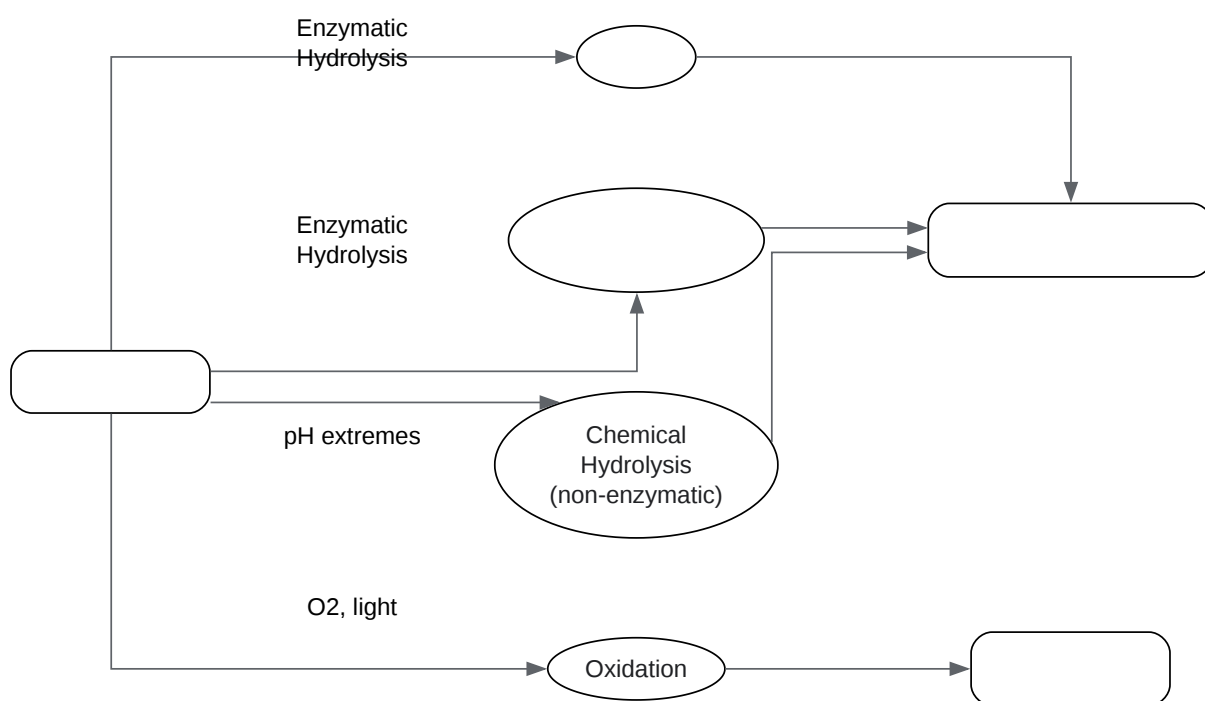 Enzymatic
Hydrolysis
Enzymatic
Hydrolysis
pH extremes
Chemical
Hydrolysis
(non-enzymatic)
O2, light
Oxidation